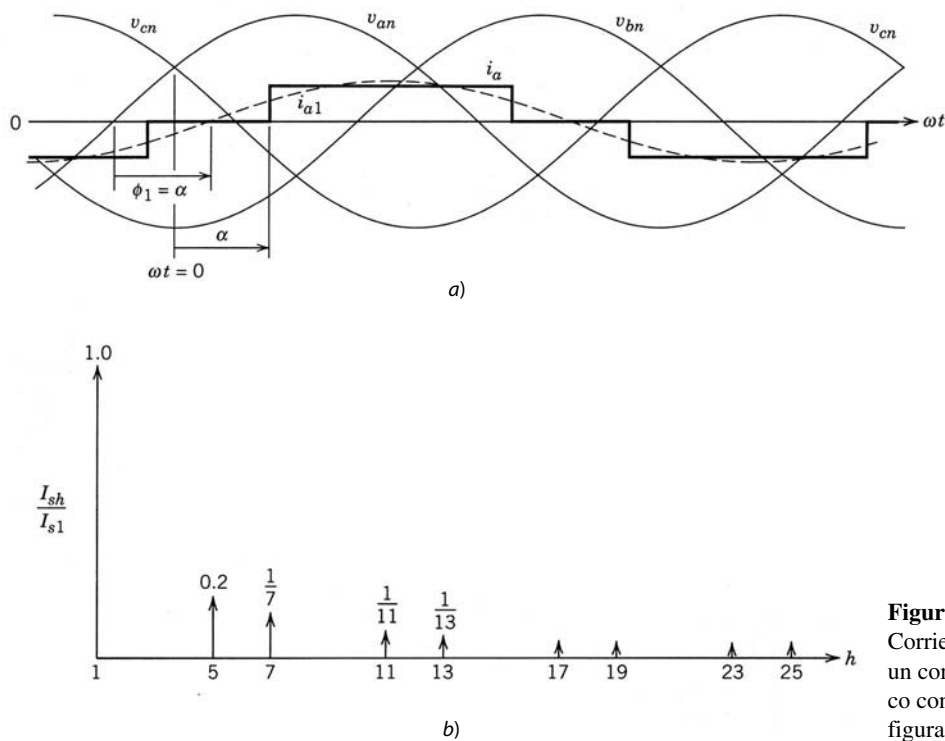 v_cn v_an v_bn v_cn
i_a
i_a1
0 ωt
ϕ_1 = α
α
ωt = 0
a)
1.0
I_sh
I_s1
0.2 1/7 1/11 1/13
1 5 7 11 13 17 19 23 25 h
b)
Figur
Corrie
un con
co con
figura